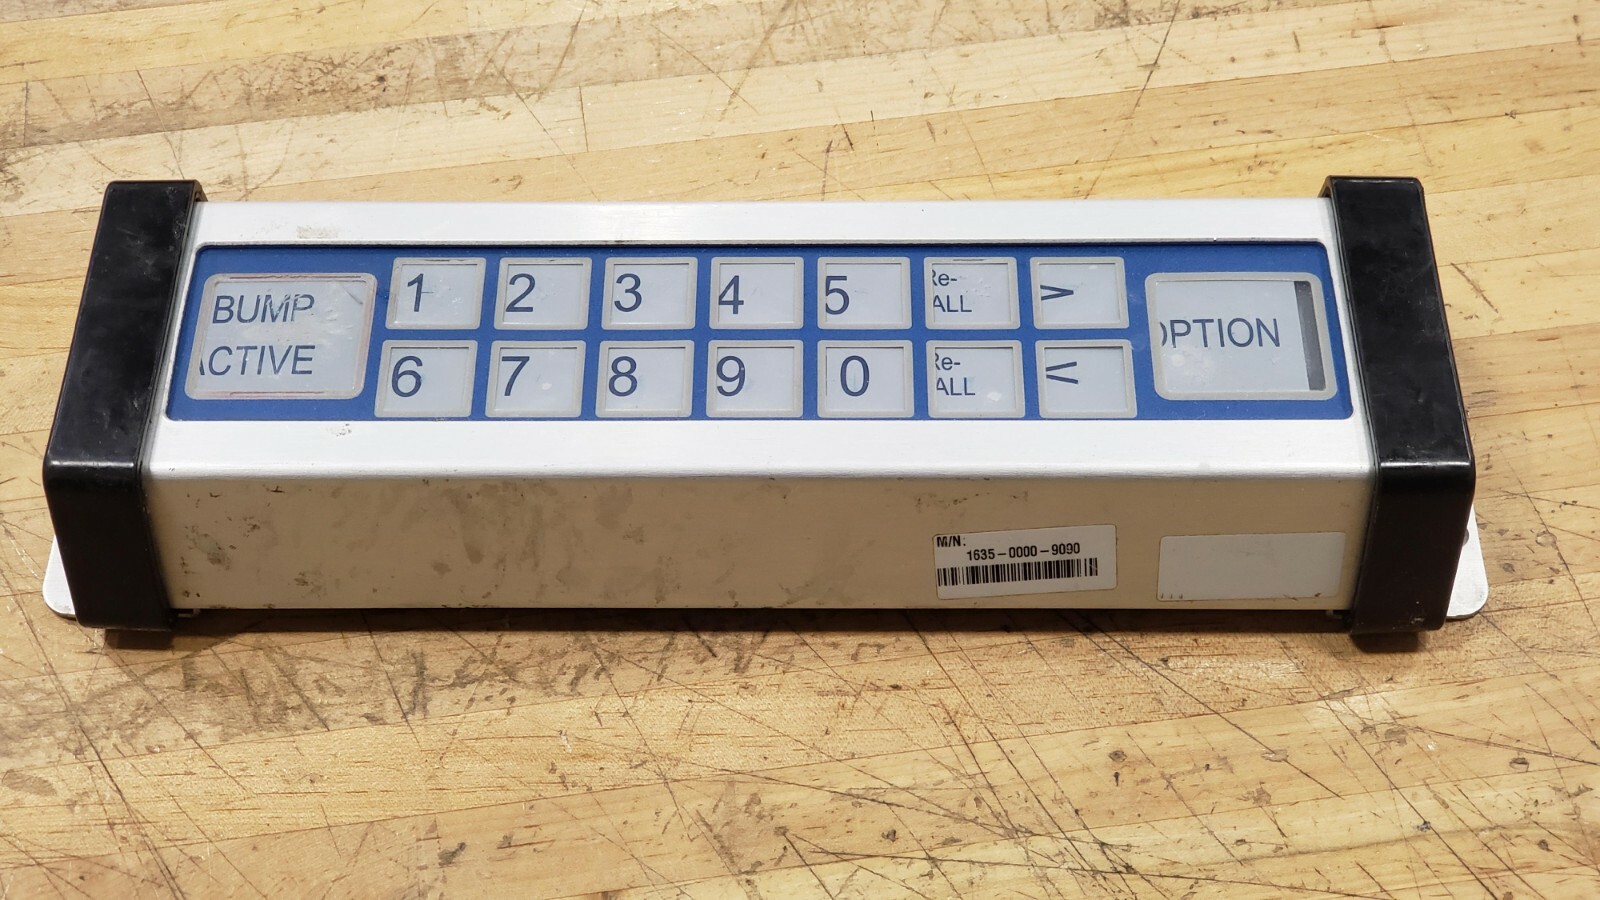 BUMP
ACTIVE
1 2 3 4 5 Re-
ALL >
6 7 8 9 0 Re-
ALL <
OPTION
M/N:
1635-0000-9090